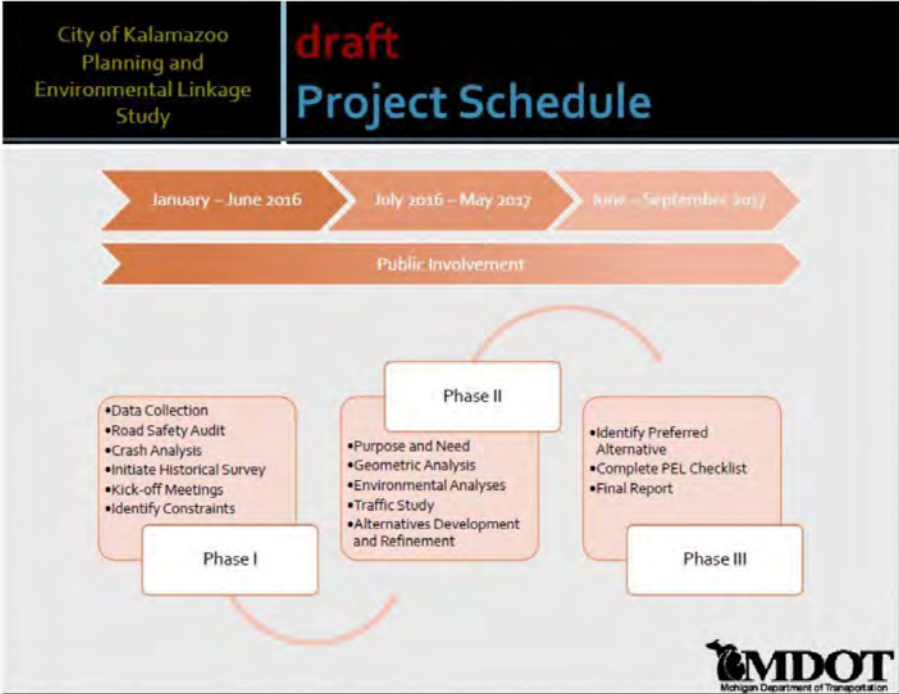 City of Kalamazoo
Planning and
Environmental Linkage
Study
draft
Project Schedule
January – June 2016
July 2016 – May 2017
June – September 2017
Public Involvement
Phase II
•Data Collection
•Road Safety Audit
•Crash Analysis
•Initiate Historical Survey
•Kick-off Meetings
•Identify Constraints
Phase I
•Purpose and Need
•Geometric Analysis
•Environmental Analyses
•Traffic Study
•Alternatives Development
and Refinement
•Identify Preferred
Alternative
•Complete PEL Checklist
•Final Report
Phase III
MDOT
Michigan Department of Transportation